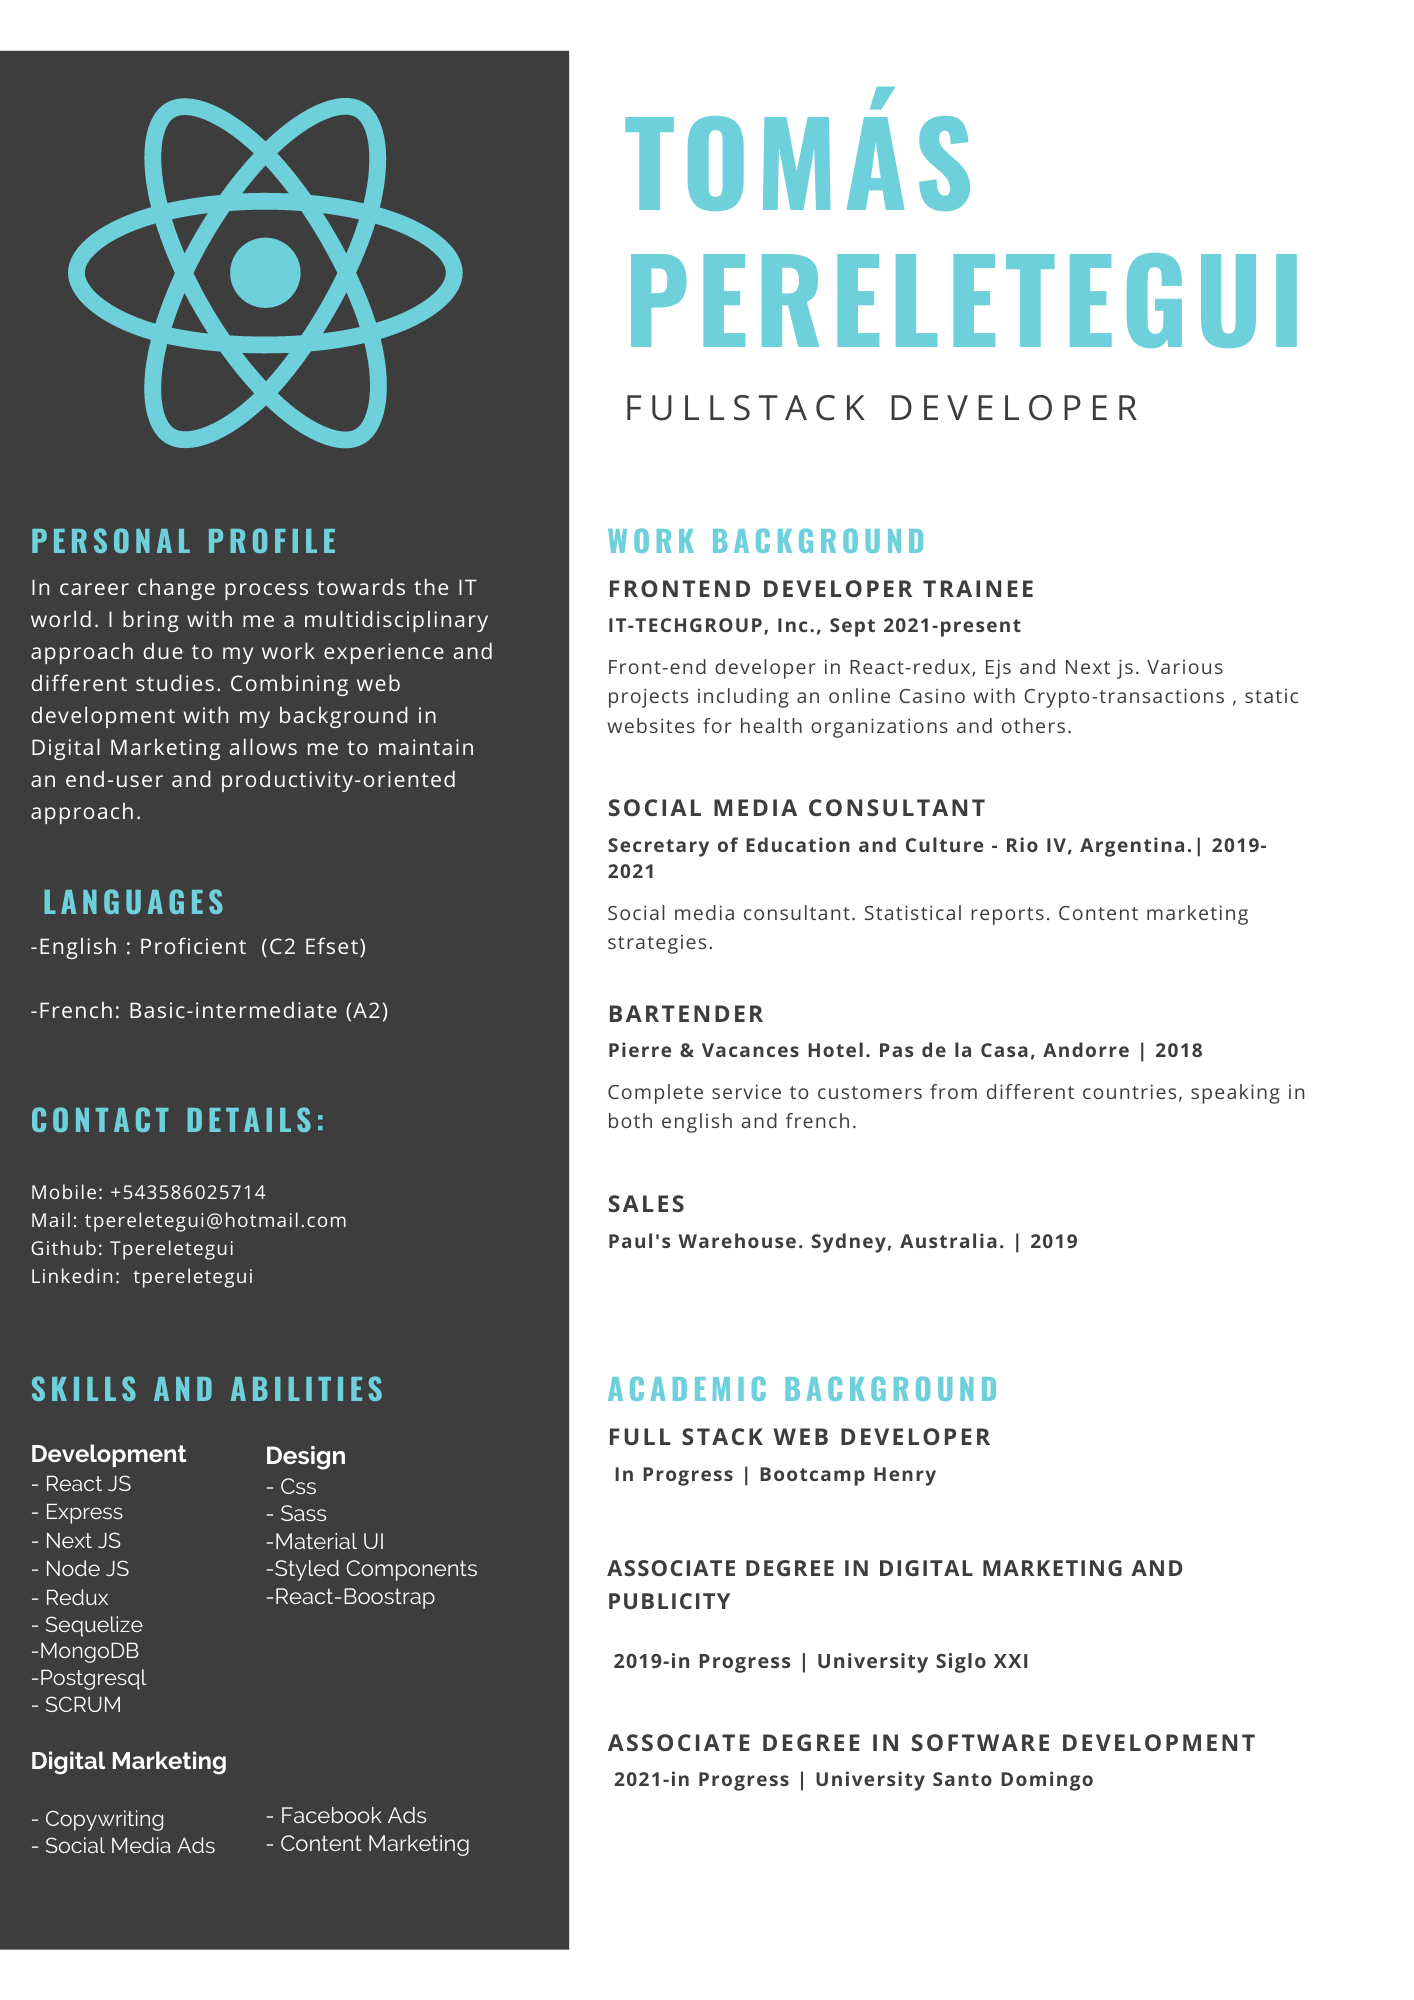 TOMÁS
PERELETEGUI
FULLSTACK DEVELOPER
PERSONAL PROFILE
In career change process towards the IT
world. I bring with me a multidisciplinary
approach due to my work experience and
different studies. Combining web
development with my background in
Digital Marketing allows me to maintain
an end-user and productivity-oriented
approach.
LANGUAGES
-English : Proficient  (C2 Efset)
-French: Basic-intermediate (A2)
CONTACT DETAILS:
Mobile: +543586025714
Mail: tpereletegui@hotmail.com
Github: Tpereletegui
Linkedin:  tpereletegui
SKILLS AND ABILITIES
Development
- React JS
- Express
- Next JS
- Node JS
- Redux
- Sequelize
-MongoDB
-Postgresql
- SCRUM
Design
- Css
- Sass
-Material UI
-Styled Components
-React-Boostrap
Digital Marketing
- Copywriting
- Social Media Ads
- Facebook Ads
- Content Marketing
WORK BACKGROUND
FRONTEND DEVELOPER TRAINEE
IT-TECHGROUP, Inc., Sept 2021-present
Front-end developer in React-redux, Ejs and Next js. Various
projects including an online Casino with Crypto-transactions , static
websites for health organizations and others.
SOCIAL MEDIA CONSULTANT
Secretary of Education and Culture - Rio IV, Argentina.| 2019-
2021
Social media consultant. Statistical reports. Content marketing
strategies.
BARTENDER
Pierre & Vacances Hotel. Pas de la Casa, Andorre | 2018
Complete service to customers from different countries, speaking in
both english and french.
SALES
Paul's Warehouse. Sydney, Australia. | 2019
ACADEMIC BACKGROUND
FULL STACK WEB DEVELOPER
In Progress | Bootcamp Henry
ASSOCIATE DEGREE IN DIGITAL MARKETING AND
PUBLICITY
2019-in Progress | University Siglo XXI
ASSOCIATE DEGREE IN SOFTWARE DEVELOPMENT
2021-in Progress | University Santo Domingo